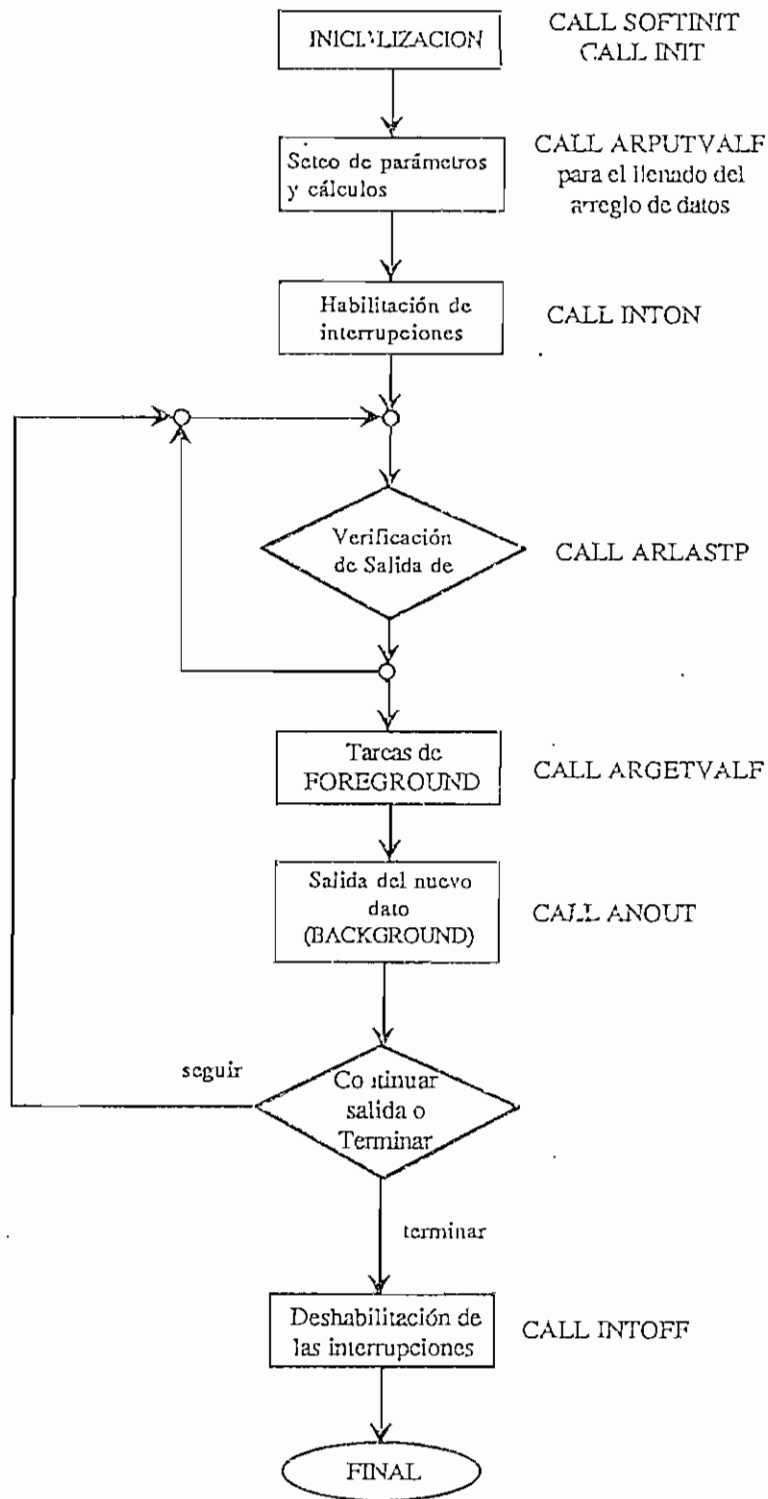 INICIALIZACION
CALL SOFTINIT
CALL INIT
Seteo de parámetros
y cálculos
CALL ARPUTVALF
para el llenado del
arreglo de datos
Habilitación de
interrupciones
CALL INTON
Verificación
de Salida de
CALL ARLASTP
Tareas de
FOREGROUND
CALL ARGETVALF
Salida del nuevo
dato
(BACKGROUND)
CALL ANOUT
seguir
Continuar
salida o
Terminar
terminar
Deshabilitación de
las interrupciones
CALL INTOFF
FINAL